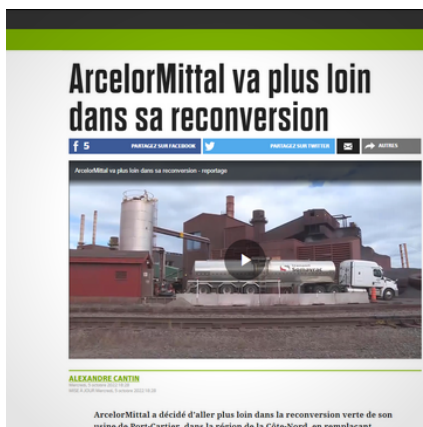 ArcelorMittal va plus loin
dans sa reconversion
5 PARTAGEZ SUR FACEBOOK PARTAGEZ SUR TWITTER AUTRES
ArcelorMittal va plus loin dans sa reconversion - reportage
ALEXANDRE CANTIN
ArcelorMittal a décidé d'aller plus loin dans la reconversion verte de son
usine de Port-Cartier, dans la région de la Côte-Nord, en remplaçant